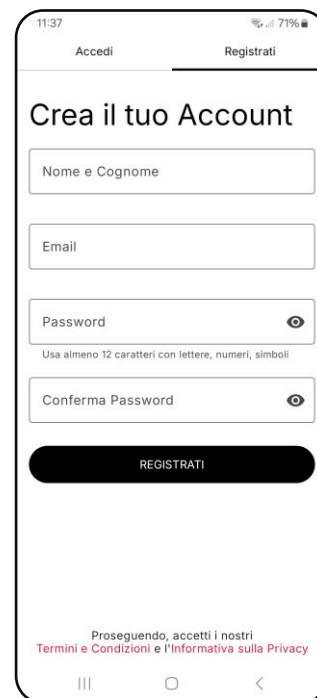 11:37 71%
Accedi Registrati
Crea il tuo Account
Nome e Cognome
Email
Password
Usa almeno 12 caratteri con lettere, numeri, simboli
Conferma Password
REGISTRATI
Proseguendo, accetti i nostri
Termini e Condizioni e l'Informativa sulla Privacy